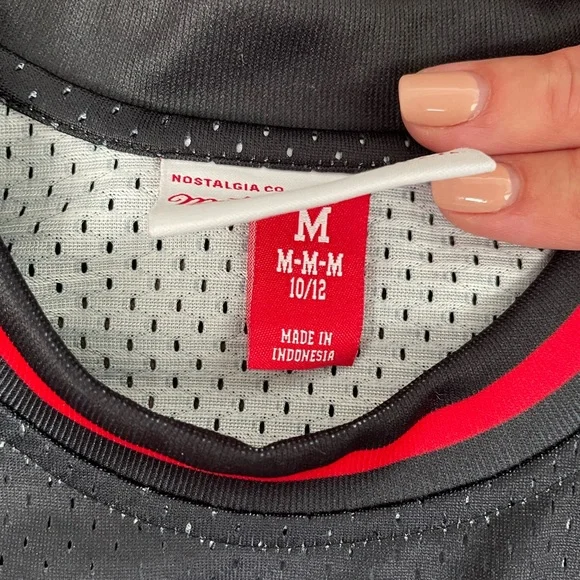 NOSTALGIA CO
M
M-M-M
10/12
MADE IN
INDONESIA